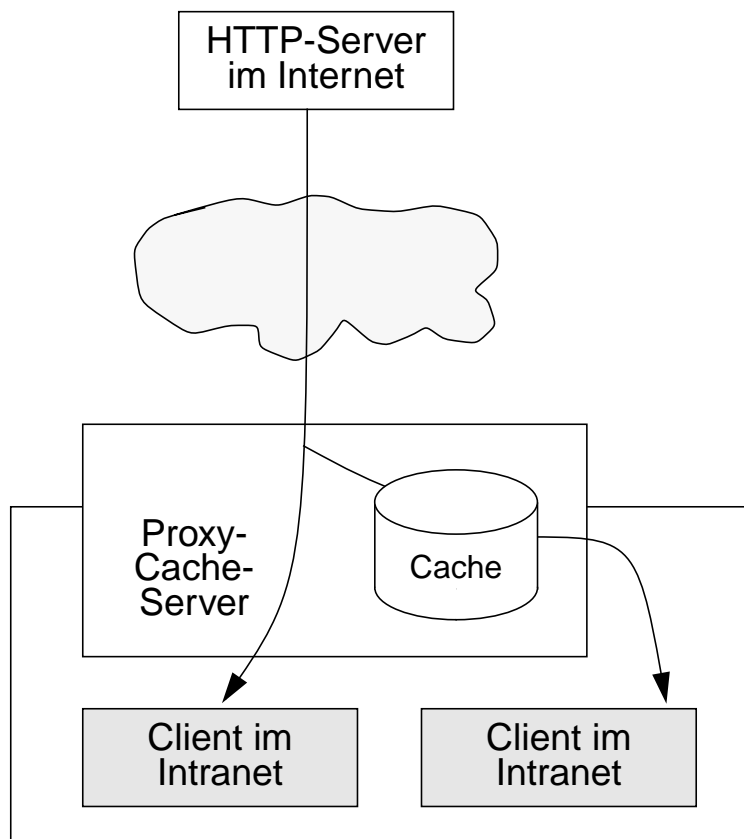 HTTP-Server
im Internet
Proxy-
Cache-
Server
Cache
Client im
Intranet
Client im
Intranet